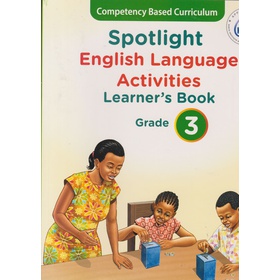 Competency Based Curriculum
Spotlight
English Language
Activities
Learner's Book
Grade 3